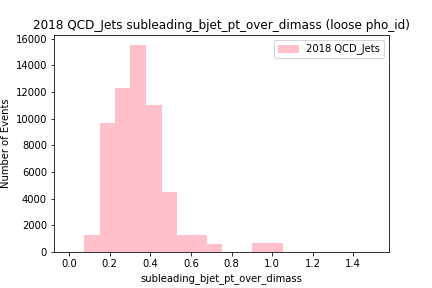 2018 QCD_Jets subleading_bjet_pt_over_dimass (loose pho_id)
2018 QCD_Jets
Number of Events
16000
14000
12000
10000
8000
6000
4000
2000
0
0.0 0.2 0.4 0.6 0.8 1.0 1.2 1.4
subleading_bjet_pt_over_dimass